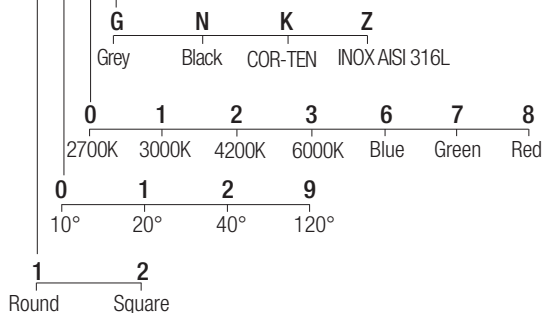 G N K Z
Grey Black COR-TEN INOX AISI 316L
0 1 2 3 6 7 8
2700K 3000K 4200K 6000K Blue Green Red
0 1 2 9
10° 20° 40° 120°
1 2
Round Square